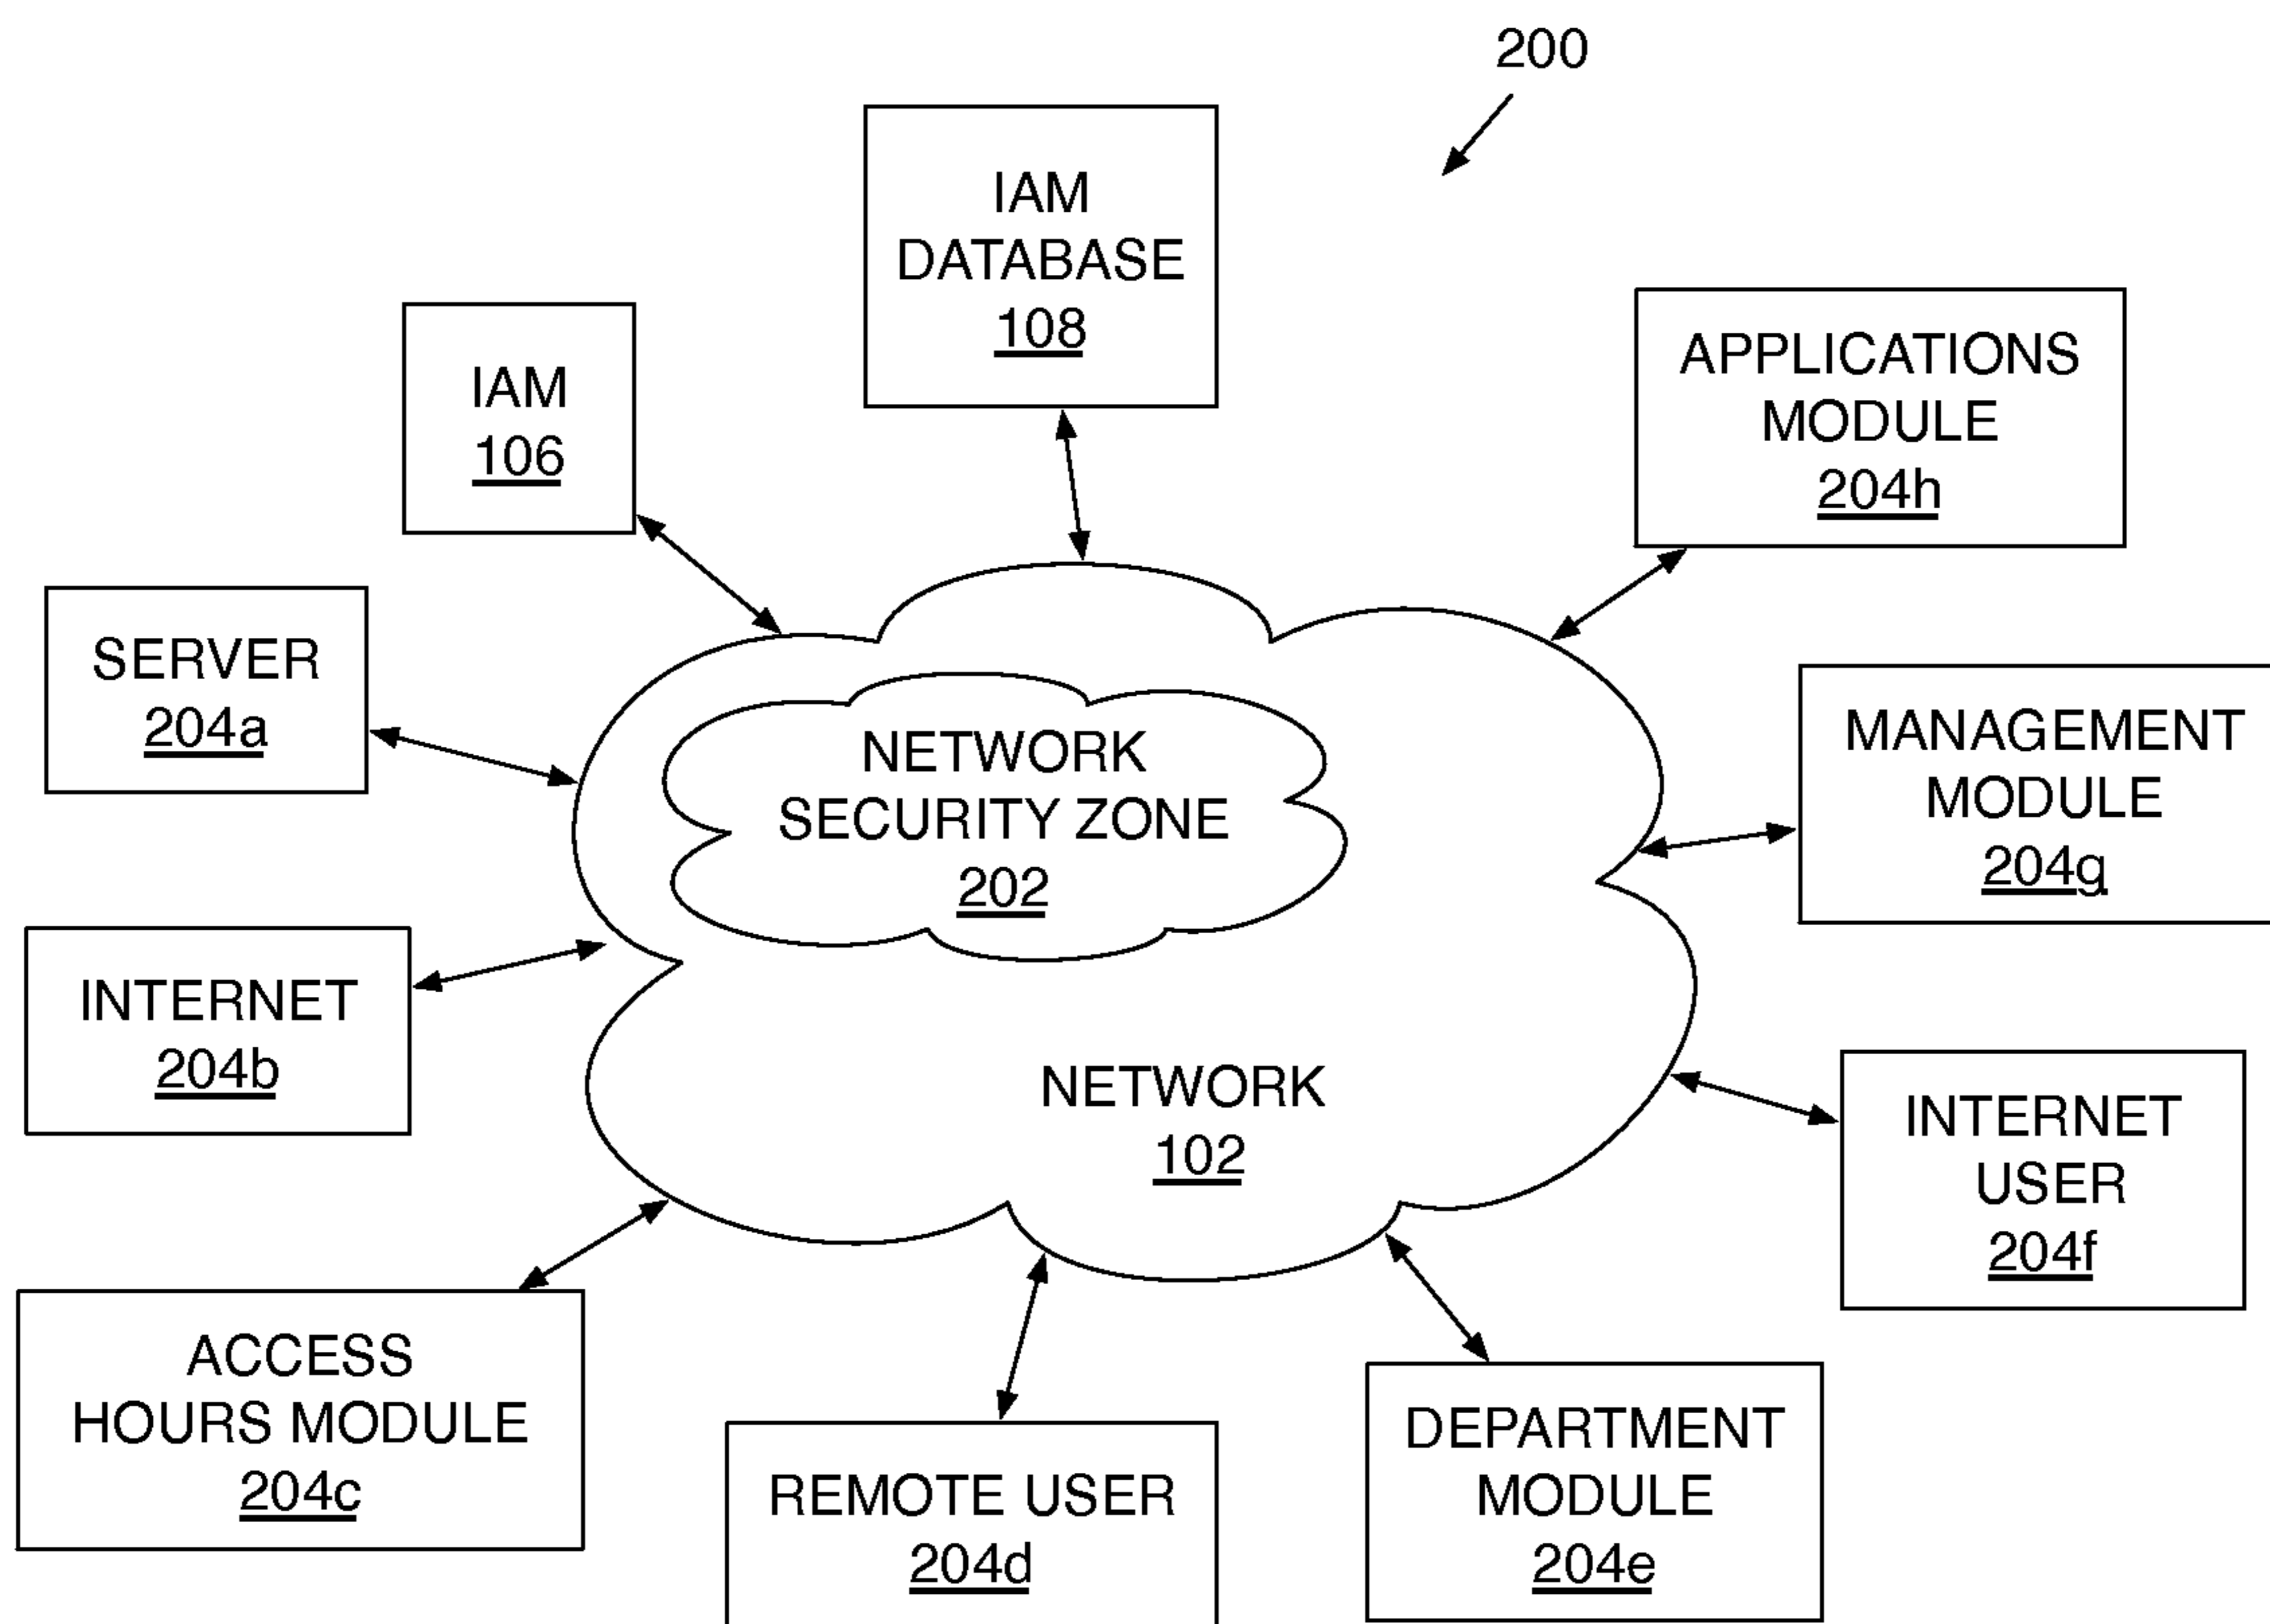 200
IAM
DATABASE
108
IAM
106
APPLICATIONS
MODULE
204h
SERVER
204a
NETWORK
SECURITY ZONE
202
MANAGEMENT
MODULE
204g
INTERNET
204b
NETWORK
102
INTERNET
USER
204f
ACCESS
HOURS MODULE
204c
REMOTE USER
204d
DEPARTMENT
MODULE
204e